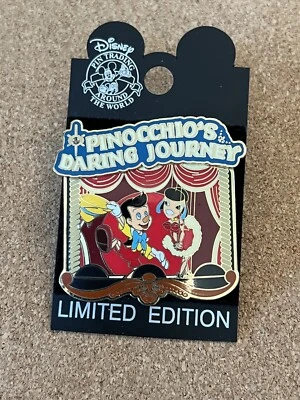 Disney
PIN TRADING
AROUND
THE WORLD
PINOCCHIO'S
DARING JOURNEY
LIMITED EDITION